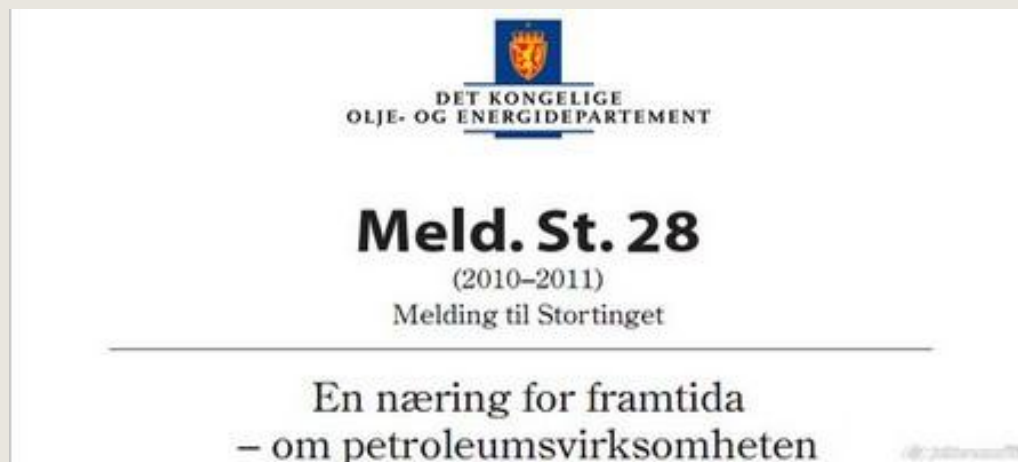 DET KONGELIGE
OLJE- OG ENERGIDEPARTEMENT
Meld. St. 28
(2010–2011)
Melding til Stortinget
En næring for framtida
– om petroleumsvirksomheten